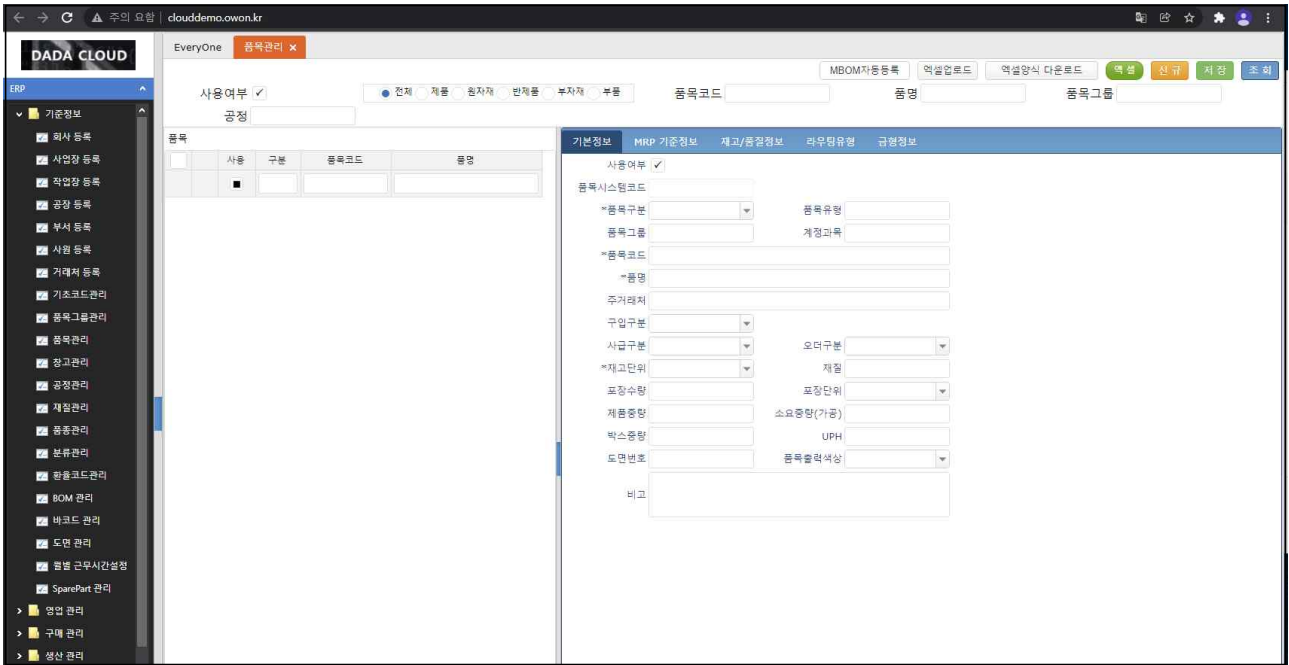 주의 요함 | clouddemo.owon.kr
DADA CLOUD
EveryOne 품목관리 x
MBOM자동등록 엑셀업로드 엑셀양식 다운로드 엑셀 신규 저장 조회
ERP
사용여부 전체 제품 원자재 반제품 부자재 부품 품목코드 품명 품목그룹
공정
기준정보
회사 등록
사업장 등록
작업장 등록
공장 등록
부서 등록
사원 등록
거래처 등록
기초코드관리
품목그룹관리
품목관리
창고관리
공정관리
재질관리
품종관리
분류관리
환율코드관리
BOM 관리
바코드 관리
도면 관리
월별 근무시간설정
SparePart 관리
영업 관리
구매 관리
생산 관리
품목
사용 구분 품목코드 품명
기본정보 MRP 기준정보 재고/품질정보 라우팅유형 금형정보
사용여부
품목시스템코드
*품목구분 품목유형
품목그룹 계정과목
*품목코드
*품명
주거래처
구입구분
사급구분 오더구분
*재고단위 재질
포장수량 포장단위
제품중량 소요중량(가공)
박스중량 UPH
도면번호 품목출력색상
비고